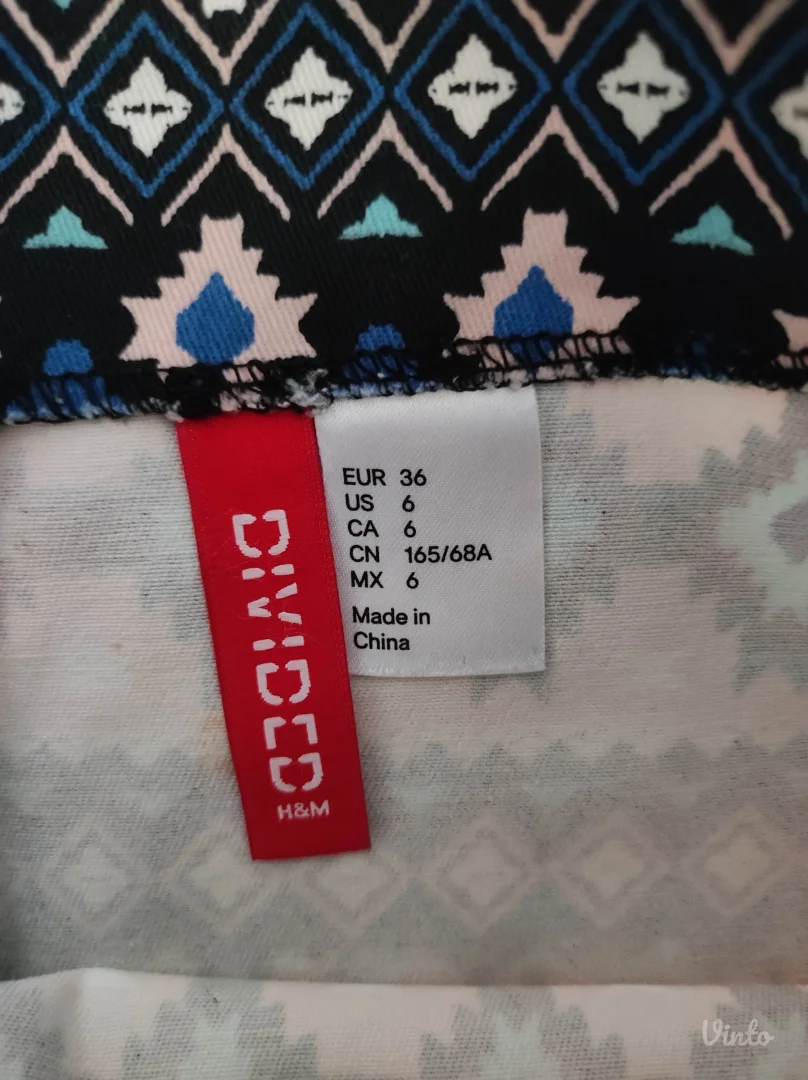 DIVIDED
H&M
EUR 36
US 6
CA 6
CN 165/68A
MX 6
Made in
China
Vinto